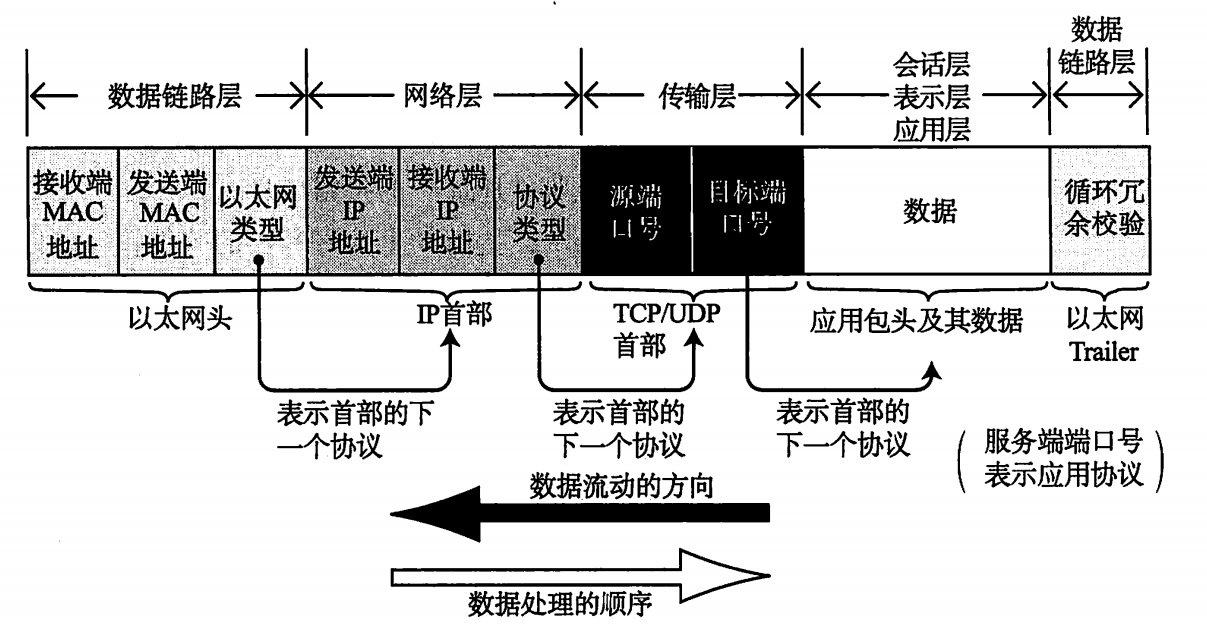 数据链路层
网络层
传输层
会话层
表示层
应用层
数据
链路层
接收端
MAC
地址
发送端
MAC
地址
以太网
类型
发送端
IP
地址
接收端
IP
地址
协议
类型
源端
口号
目标端
口号
数据
循环冗
余校验
以太网头
IP首部
TCP/UDP
首部
应用包头及其数据
以太网
Trailer
表示首部的下
一个协议
表示首部的
下一个协议
表示首部的
下一个协议
(服务端端口号
表示应用协议)
数据流动的方向
数据处理的顺序